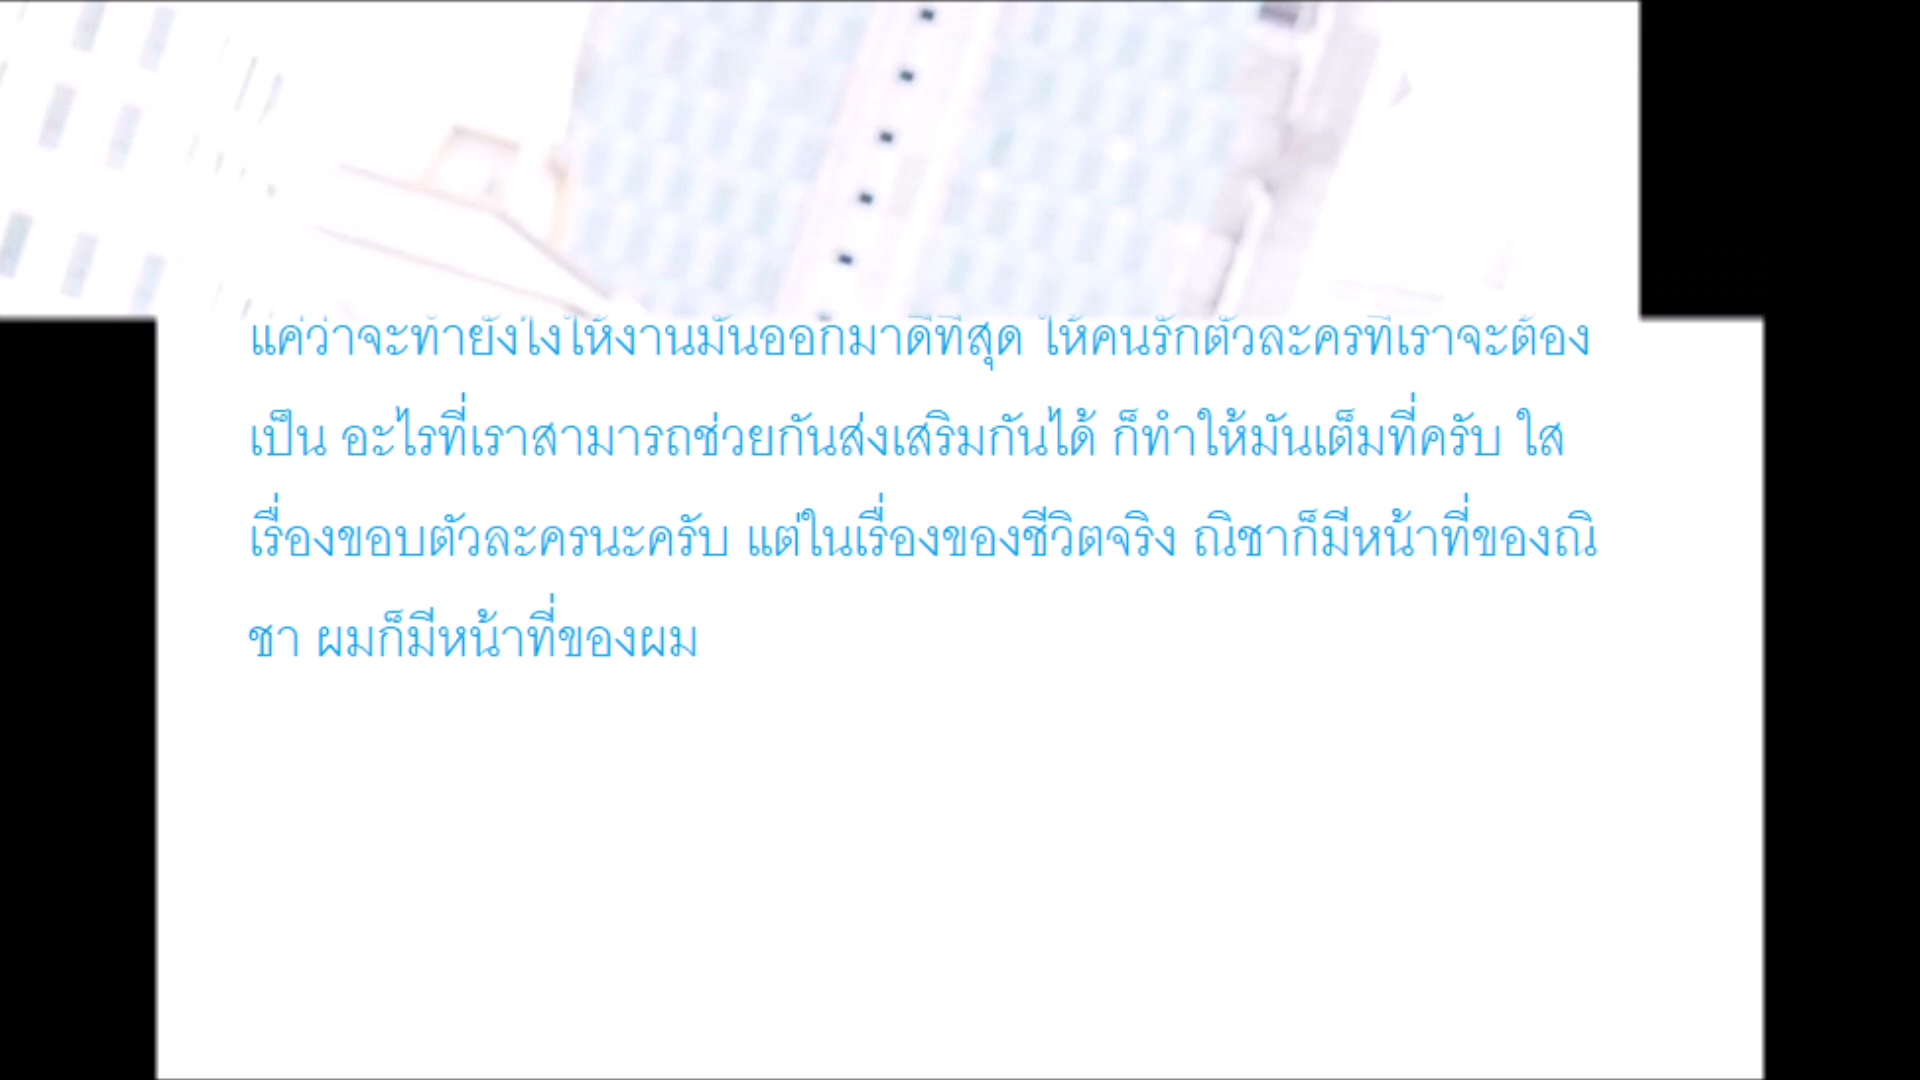 แค่ว่าจะทำยังไงให้งานมันออกมาดีที่สุด ให้คนรักตัวละครที่เราจะต้อง
เป็น อะไรที่เราสามารถช่วยกันส่งเสริมกันได้ ก็ทำให้มันเต็มที่ครับ ใส
เรื่องขอบตัวละครนะครับ แต่ในเรื่องของชีวิตจริง ณิชาก็มีหน้าที่ของณิ
ชา ผมก็มีหน้าที่ของผม